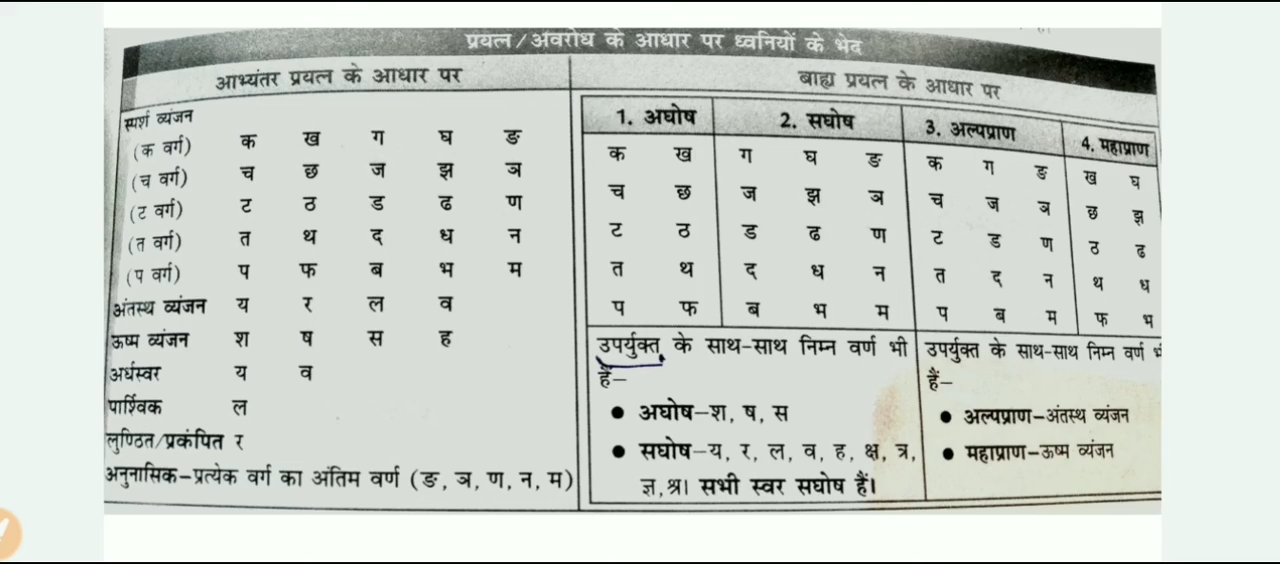 प्रयत्न/अवरोध के आधार पर ध्वनियों के भेद
आभ्यंतर प्रयत्न के आधार पर
स्पर्श व्यंजन
(क वर्ग) क ख ग घ ङ
(च वर्ग) च छ ज झ ञ
(ट वर्ग) ट ठ ड ढ ण
(त वर्ग) त थ द ध न
(प वर्ग) प फ ब भ म
अंतस्थ व्यंजन य र ल व
ऊष्म व्यंजन श ष स ह
अर्धस्वर य व
पार्श्विक ल
लुण्ठित/प्रकंपित र
अनुनासिक–प्रत्येक वर्ग का अंतिम वर्ण (ङ, ञ, ण, न, म)
बाह्य प्रयत्न के आधार पर
1. अघोष 2. सघोष 3. अल्पप्राण 4. महाप्राण
क ख ग घ ङ क ग ङ ख घ
च छ ज झ ञ च ज ञ छ झ
ट ठ ड ढ ण ट ड ण ठ ढ
त थ द ध न त द न थ ध
प फ ब भ म प ब म फ भ
उपर्युक्त के साथ-साथ निम्न वर्ण भी
हैं–
● अघोष–श, ष, स
● सघोष–य, र, ल, व, ह, क्ष, त्र,
ज्ञ, श्र। सभी स्वर सघोष हैं।
उपर्युक्त के साथ-साथ निम्न वर्ण
हैं–
● अल्पप्राण–अंतस्थ व्यंजन
● महाप्राण–ऊष्म व्यंजन